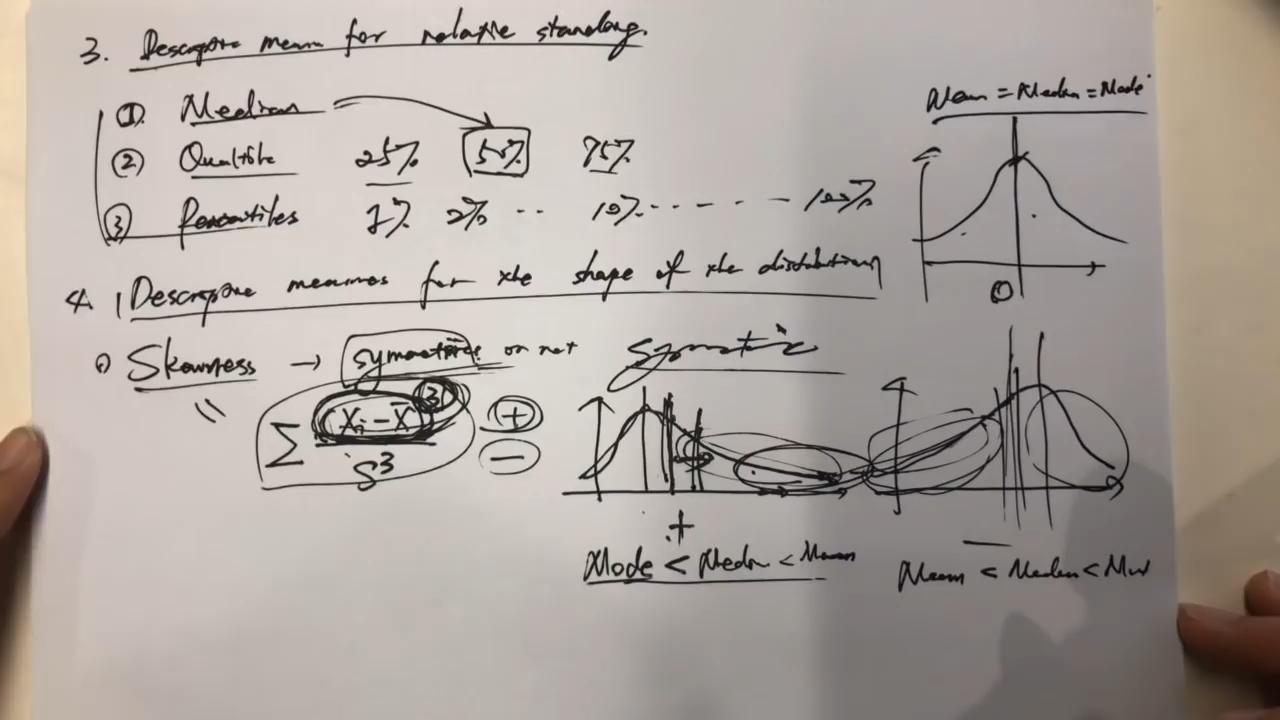 3. Descriptive measure for relative standing.
① Median
② Quartile 25% 50% 75%
③ Percentiles 1% 2% .. 10% ..... 100%
Mean = Median = Mode
0
4. Descriptive measures for the shape of the distribution
① Skewness → symmetric or not
Symmetric
Σ (Xi - X̄)³ / S³
+
−
+
Mode < Median < Mean
−
Mean < Median <